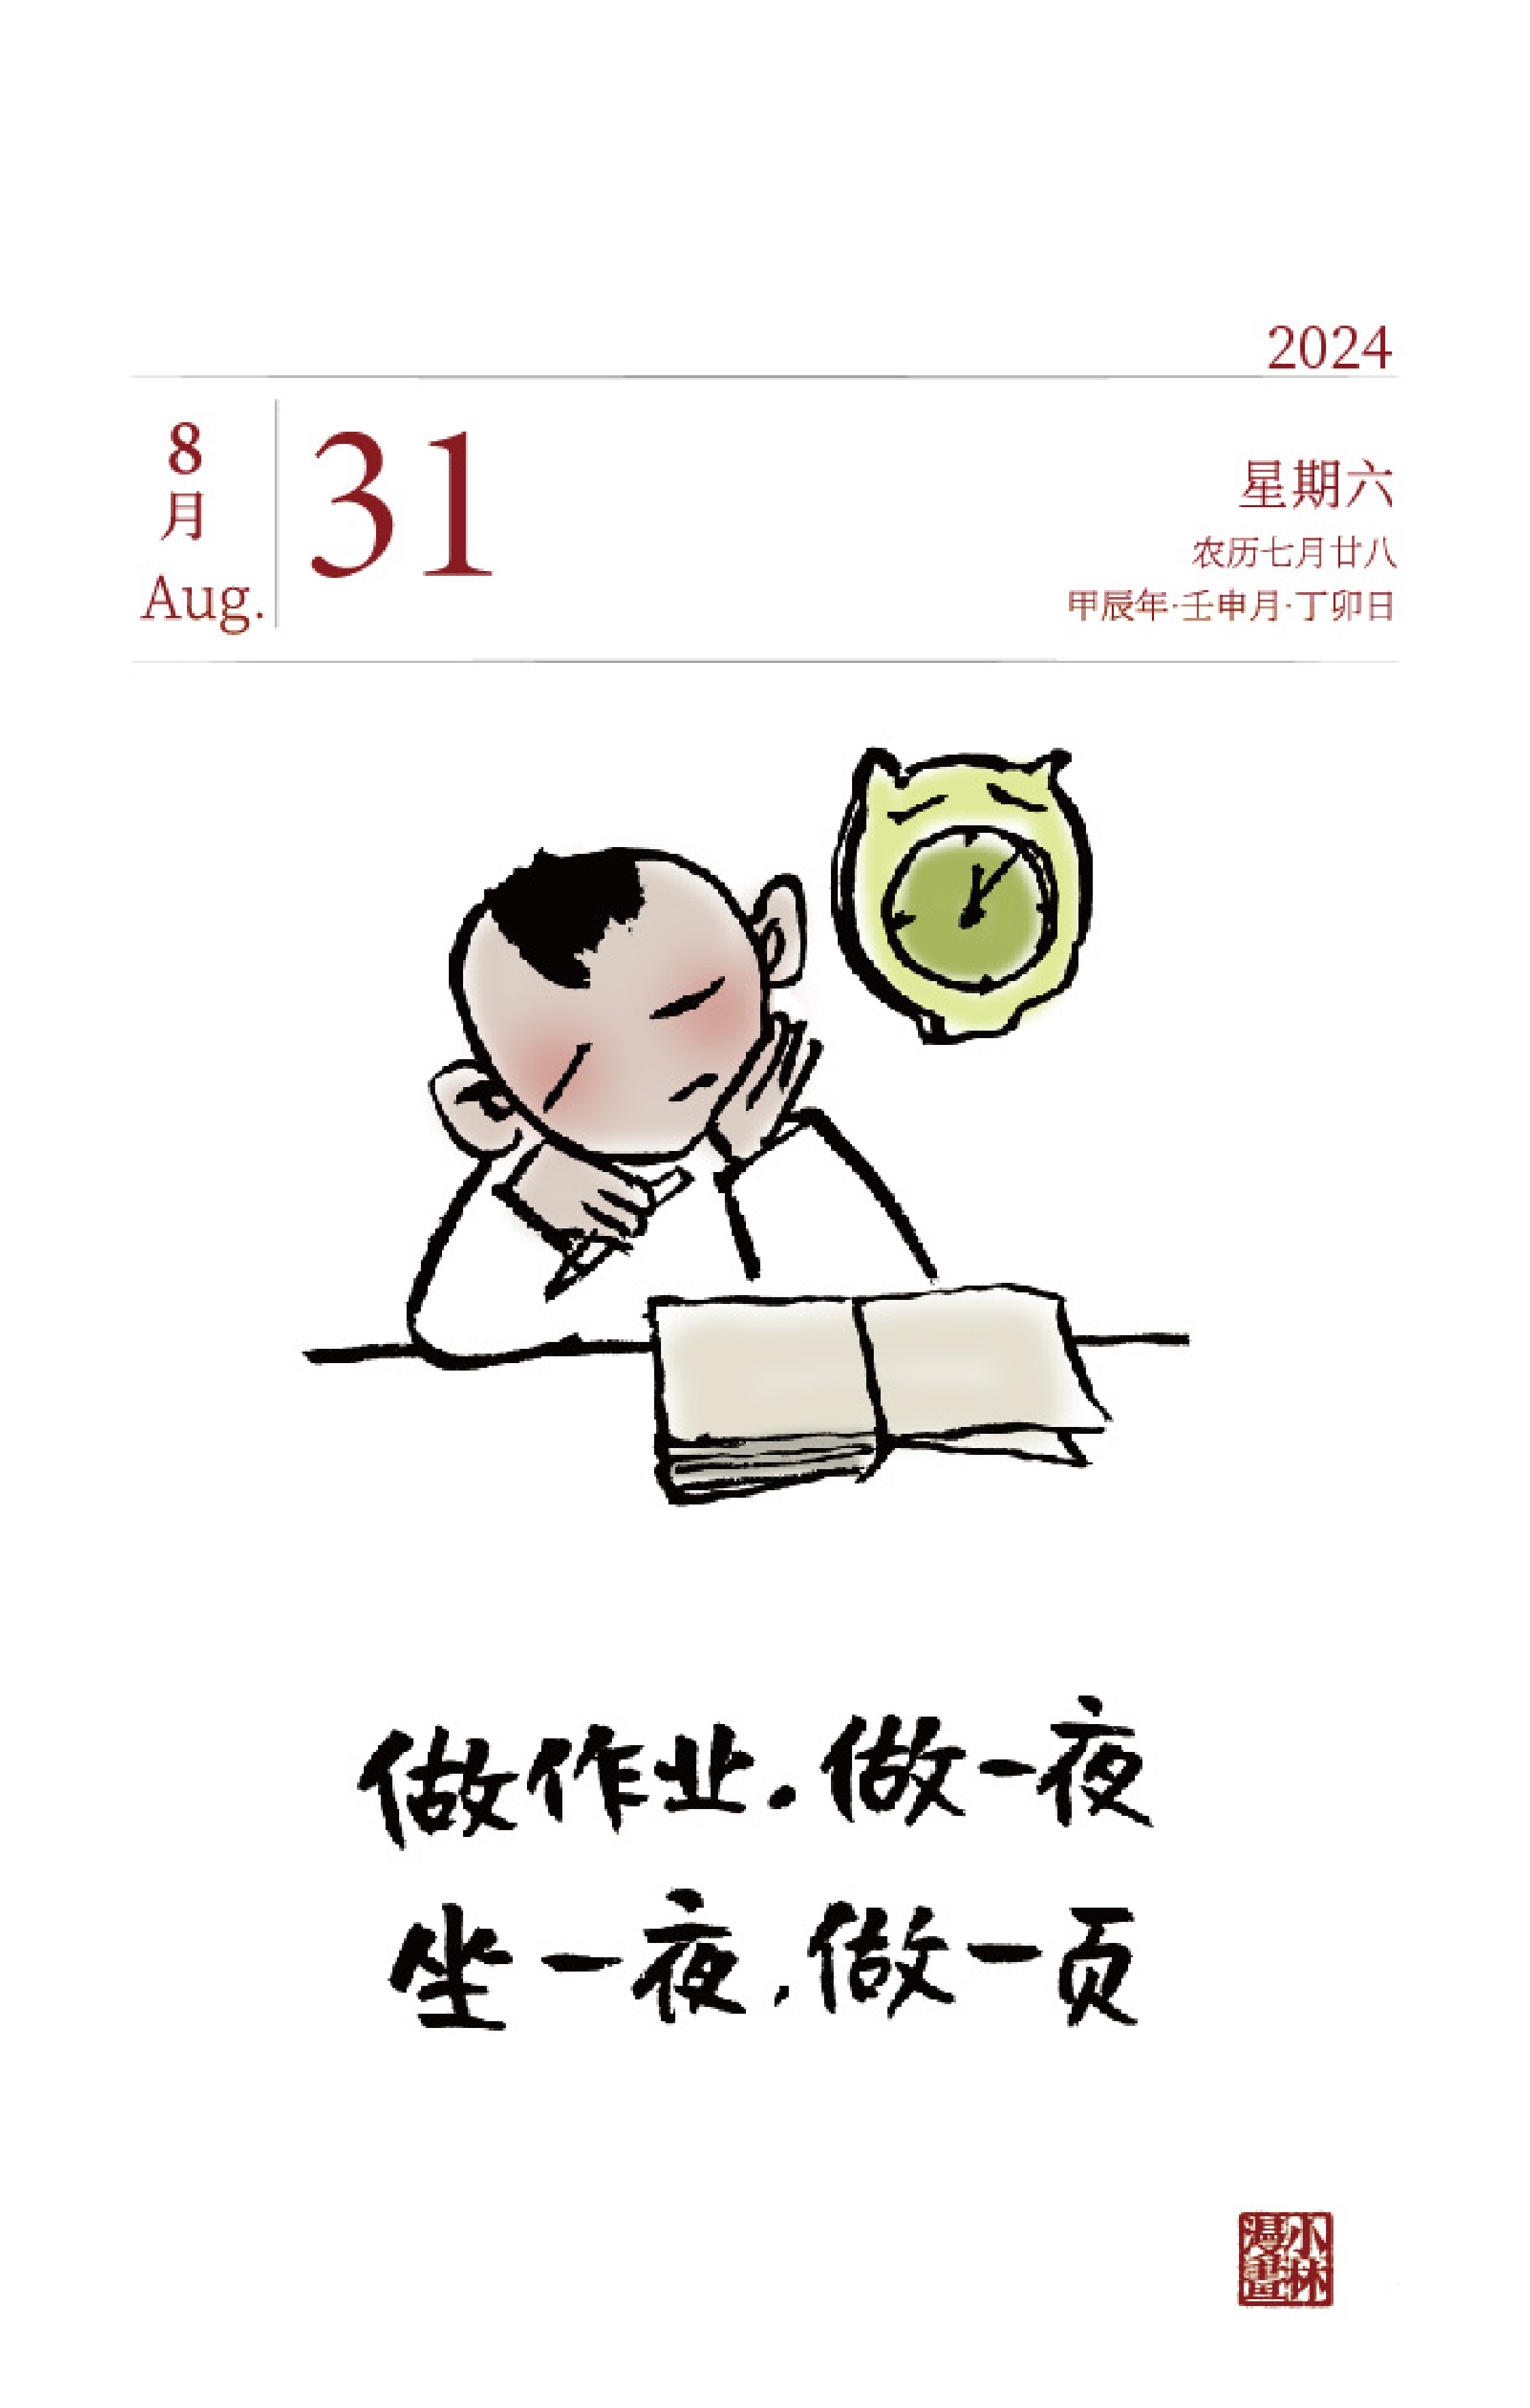 2024
8
月
Aug.
31
星期六
农历七月廿八
甲辰年·壬申月·丁卯日
做作业.做一夜
坐一夜,做一页
小林
漫畫